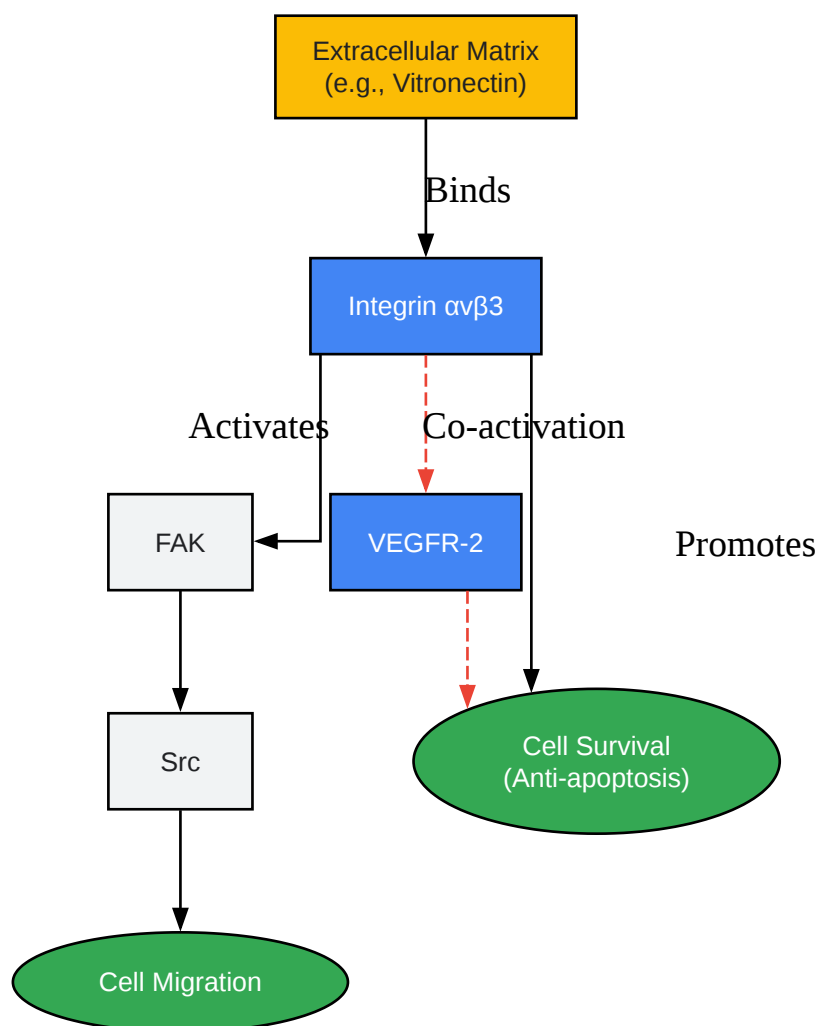 Extracellular Matrix
(e.g., Vitronectin)
Binds
Integrin αvβ3
Activates
Co-activation
FAK
VEGFR-2
Promotes
Src
Cell Survival
(Anti-apoptosis)
Cell Migration